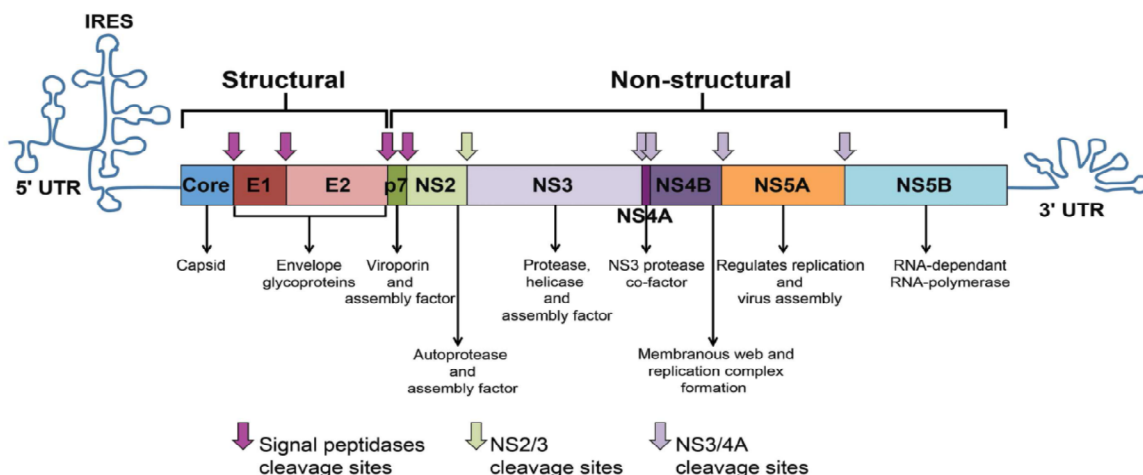 IRES
Structural
Non-structural
5' UTR
Core
E1
E2
p7
NS2
NS3
NS4A
NS4B
NS5A
NS5B
3' UTR
Capsid
Envelope
glycoproteins
Viroporin
and
assembly factor
Protease,
helicase
and
assembly factor
NS3 protease
co-factor
Regulates replication
and
virus assembly
RNA-dependant
RNA-polymerase
Autoprotease
and
assembly factor
Membranous web and
replication complex
formation
Signal peptidases
cleavage sites
NS2/3
cleavage sites
NS3/4A
cleavage sites